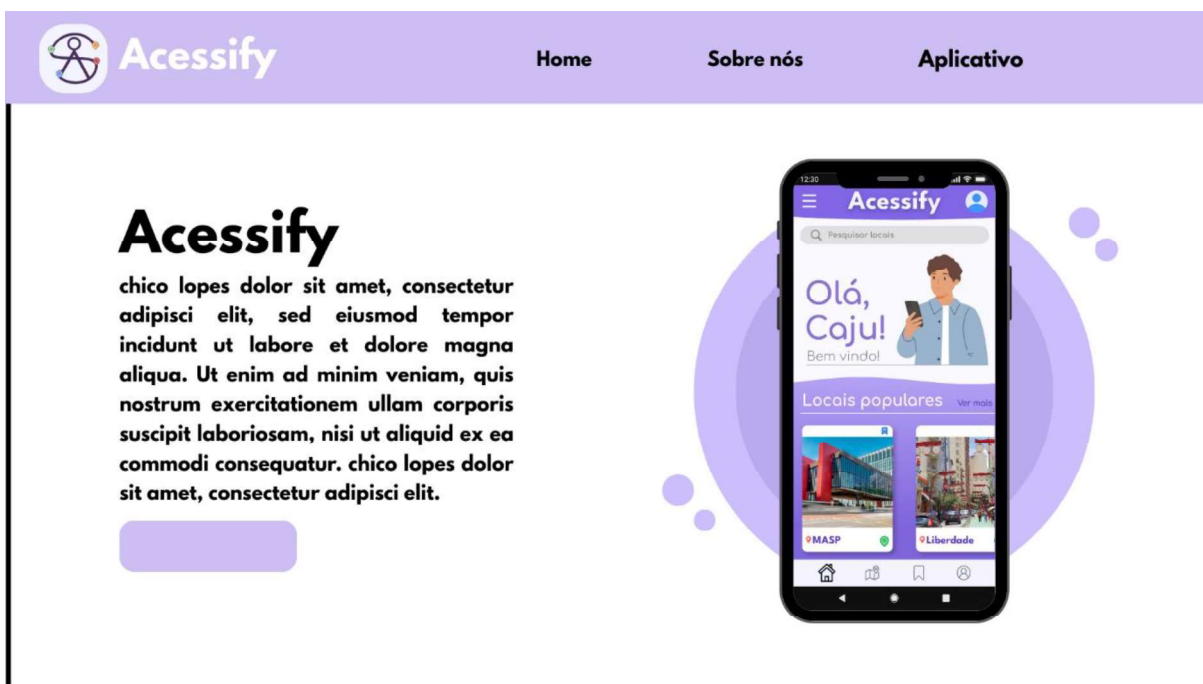 Acessify
Home
Sobre nós
Aplicativo
Acessify
chico lopes dolor sit amet, consectetur
adipisci elit, sed eiusmod tempor
incidunt ut labore et dolore magna
aliqua. Ut enim ad minim veniam, quis
nostrum exercitationem ullam corporis
suscipit laboriosam, nisi ut aliquid ex ea
commodi consequatur. chico lopes dolor
sit amet, consectetur adipisci elit.
12:30
Acessify
Pesquisar locais
Olá,
Caju!
Bem vindo!
Locais populares
Ver mais
MASP
Liberdade